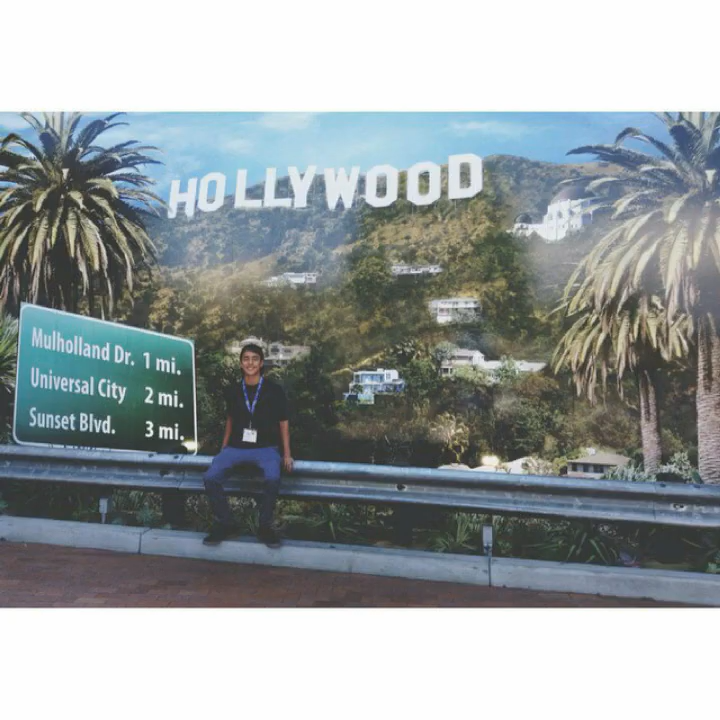 HOLLYWOOD
Mulholland Dr. 1 mi.
Universal City 2 mi.
Sunset Blvd. 3 mi.